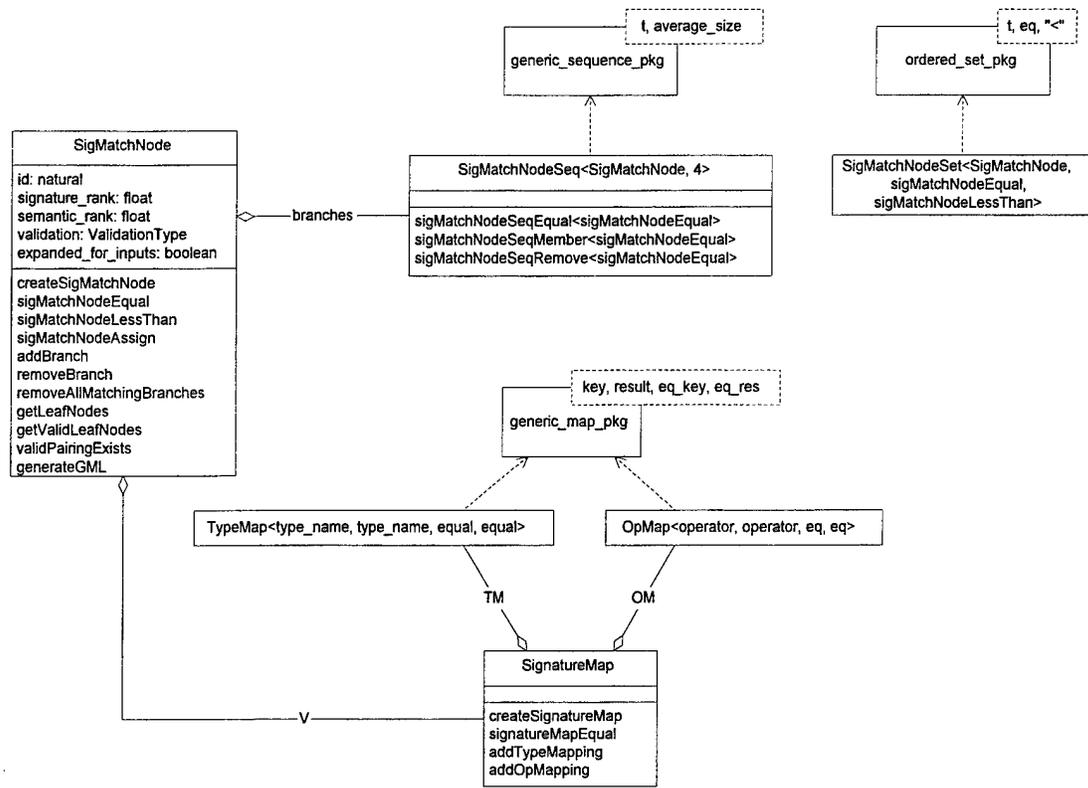 t, average_size
generic_sequence_pkg
t, eq, "<"
ordered_set_pkg
SigMatchNode
id: natural
signature_rank: float
semantic_rank: float
validation: ValidationType
expanded_for_inputs: boolean
createSigMatchNode
sigMatchNodeEqual
sigMatchNodeLessThan
sigMatchNodeAssign
addBranch
removeBranch
removeAllMatchingBranches
getLeafNodes
getValidLeafNodes
validPairingExists
generateGML
branches
SigMatchNodeSeq<SigMatchNode, 4>
sigMatchNodeSeqEqual<sigMatchNodeEqual>
sigMatchNodeSeqMember<sigMatchNodeEqual>
sigMatchNodeSeqRemove<sigMatchNodeEqual>
SigMatchNodeSet<SigMatchNode,
sigMatchNodeEqual,
sigMatchNodeLessThan>
key, result, eq_key, eq_res
generic_map_pkg
TypeMap<type_name, type_name, equal, equal>
OpMap<operator, operator, eq, eq>
TM
OM
V
SignatureMap
createSignatureMap
signatureMapEqual
addTypeMapping
addOpMapping